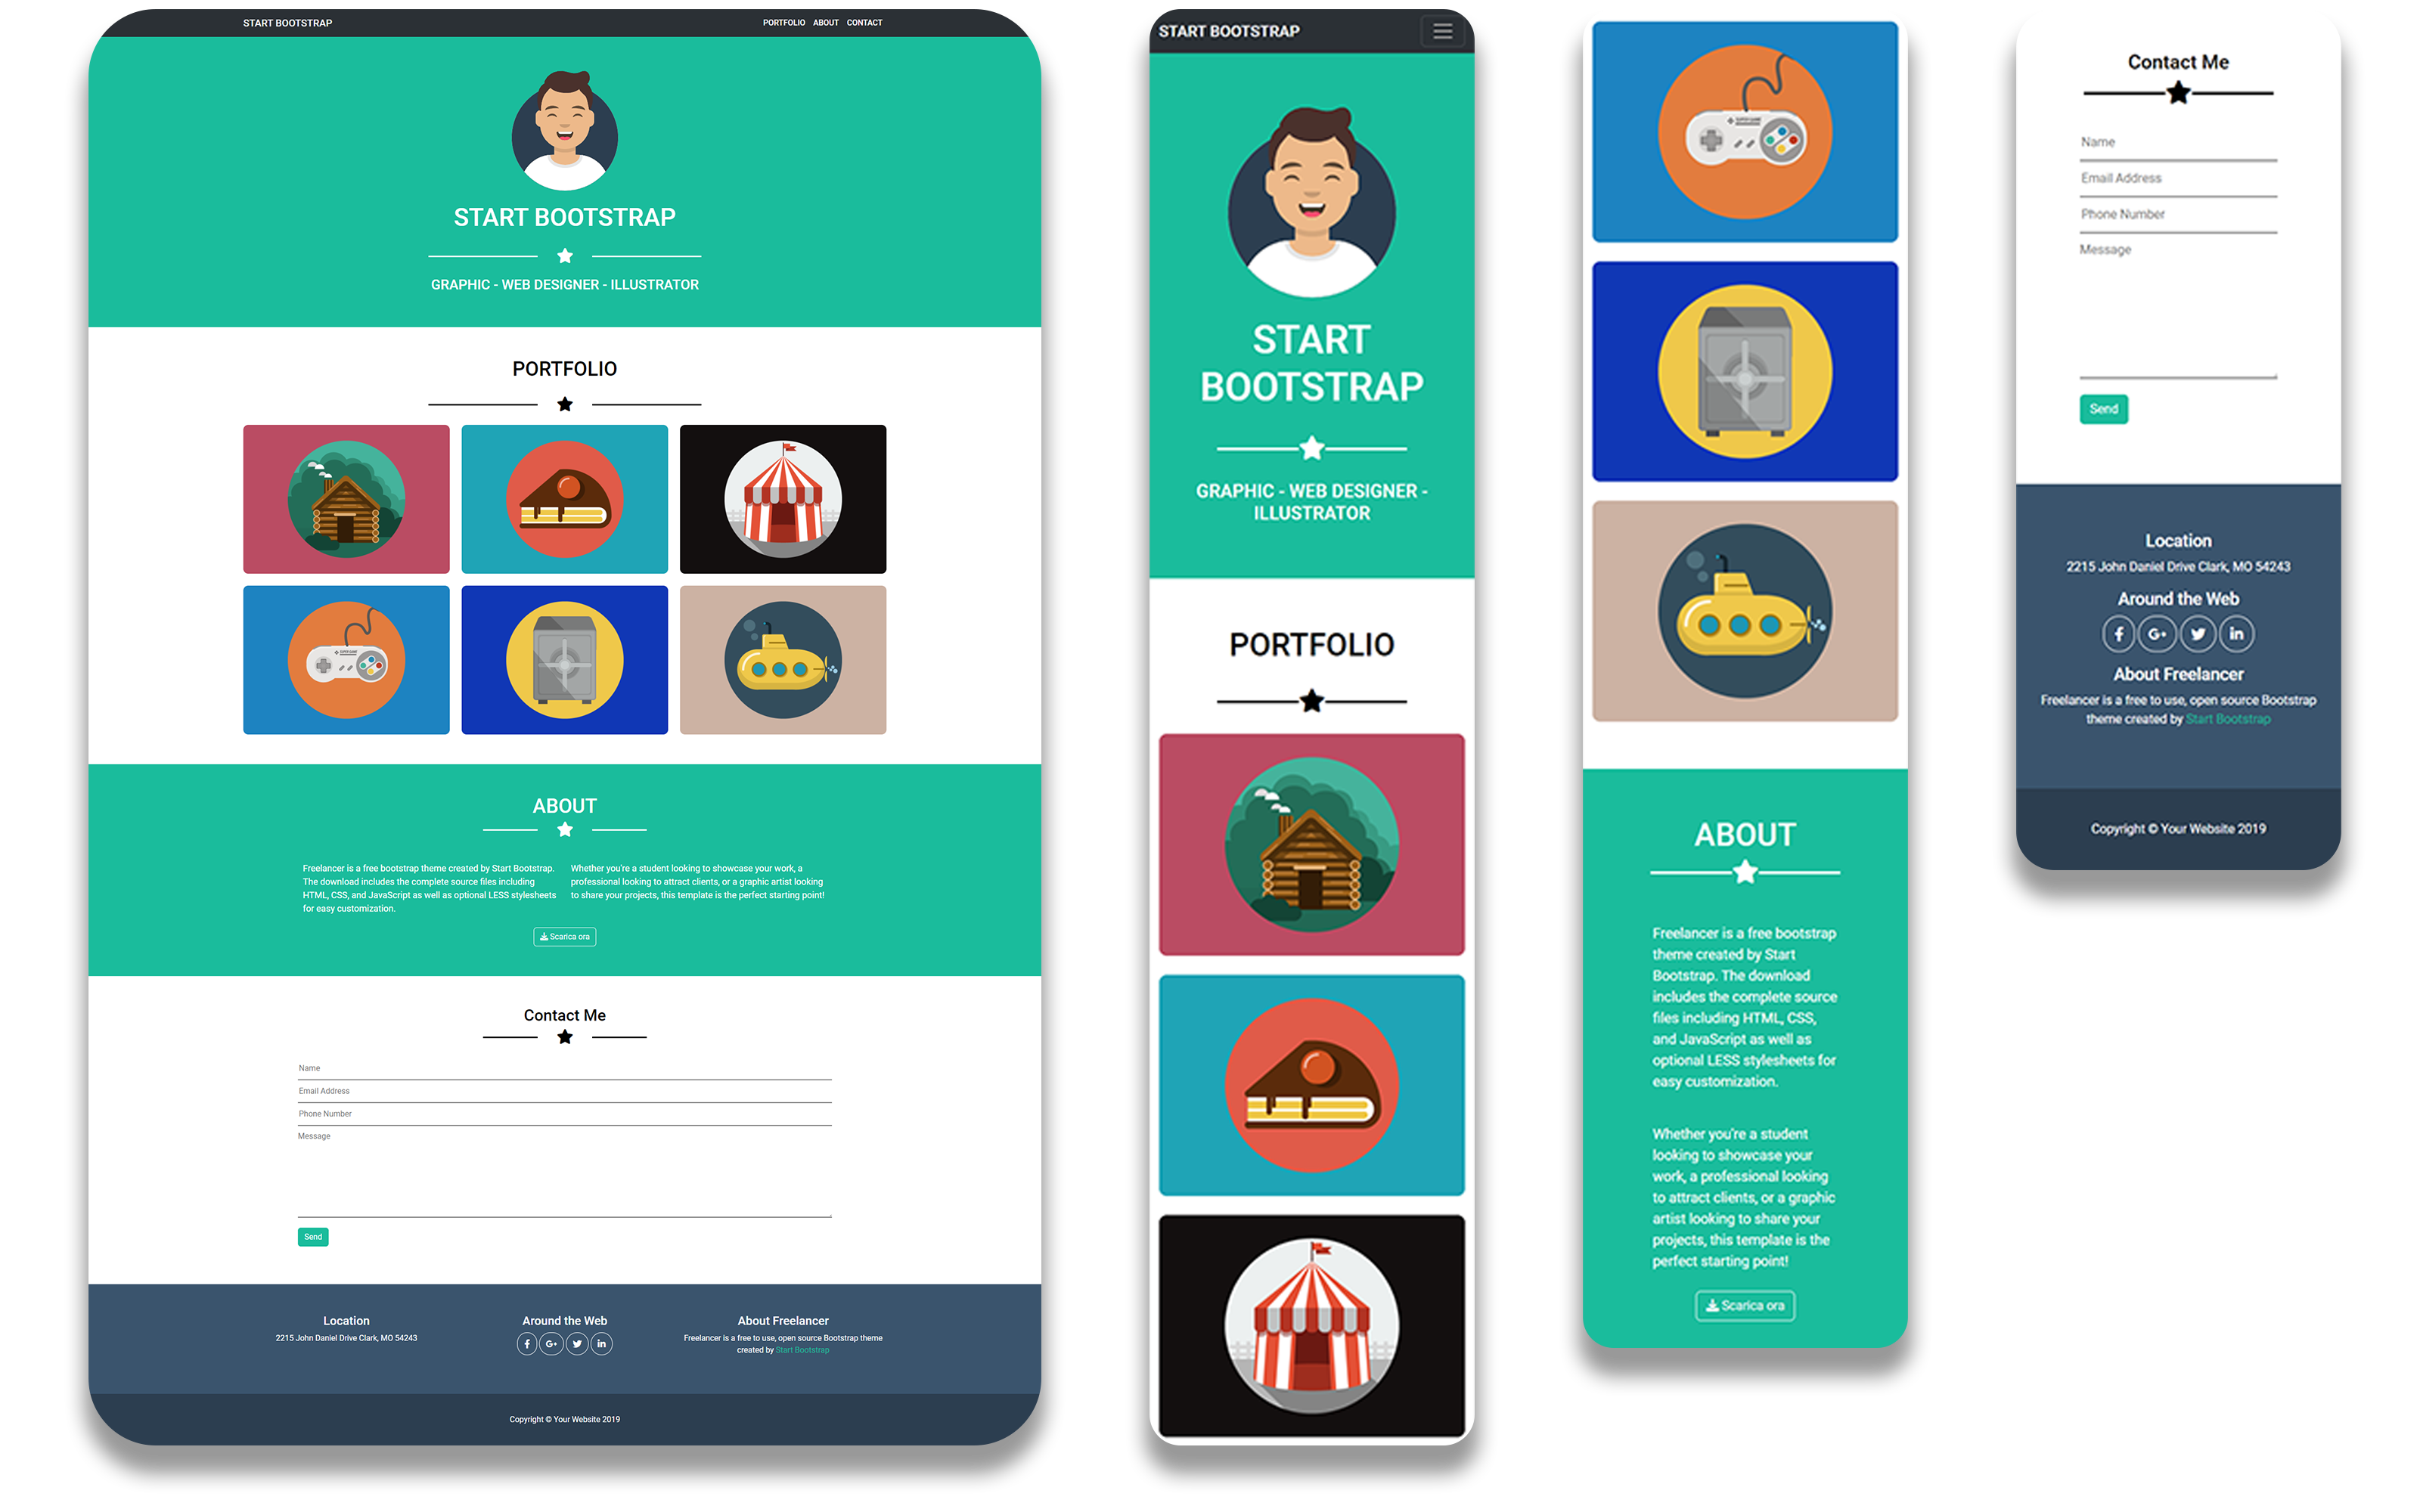 START BOOTSTRAP
PORTFOLIO ABOUT CONTACT
START BOOTSTRAP
GRAPHIC - WEB DESIGNER - ILLUSTRATOR
PORTFOLIO
ABOUT
Freelancer is a free bootstrap theme created by Start Bootstrap.
The download includes the complete source files including
HTML, CSS, and JavaScript as well as optional LESS stylesheets
for easy customization.
Whether you're a student looking to showcase your work, a
professional looking to attract clients, or a graphic artist looking
to share your projects, this template is the perfect starting point!
Scarica ora
Contact Me
Name
Email Address
Phone Number
Message
Send
Location
2215 John Daniel Drive Clark, MO 54243
Around the Web
f G+ in
About Freelancer
Freelancer is a free to use, open source Bootstrap theme
created by Start Bootstrap
Copyright © Your Website 2019
START BOOTSTRAP
START
BOOTSTRAP
GRAPHIC - WEB DESIGNER -
ILLUSTRATOR
PORTFOLIO
ABOUT
Freelancer is a free bootstrap
theme created by Start
Bootstrap. The download
includes the complete source
files including HTML, CSS,
and JavaScript as well as
optional LESS stylesheets for
easy customization.
Whether you're a student
looking to showcase your
work, a professional looking
to attract clients, or a graphic
artist looking to share your
projects, this template is the
perfect starting point!
Scarica ora
Contact Me
Name
Email Address
Phone Number
Message
Send
Location
2215 John Daniel Drive Clark, MO 54243
Around the Web
f G+ in
About Freelancer
Freelancer is a free to use, open source Bootstrap
theme created by Start Bootstrap
Copyright © Your Website 2019